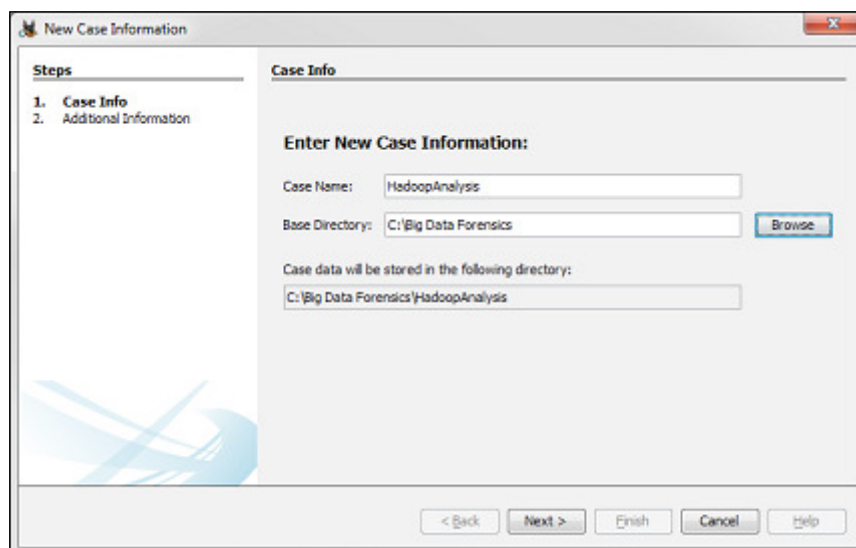 New Case Information
Steps
1. Case Info
2. Additional Information
Case Info
Enter New Case Information:
Case Name: HadoopAnalysis
Base Directory: C:\Big Data Forensics Browse
Case data will be stored in the following directory:
C:\Big Data Forensics\HadoopAnalysis
< Back Next > Finish Cancel Help